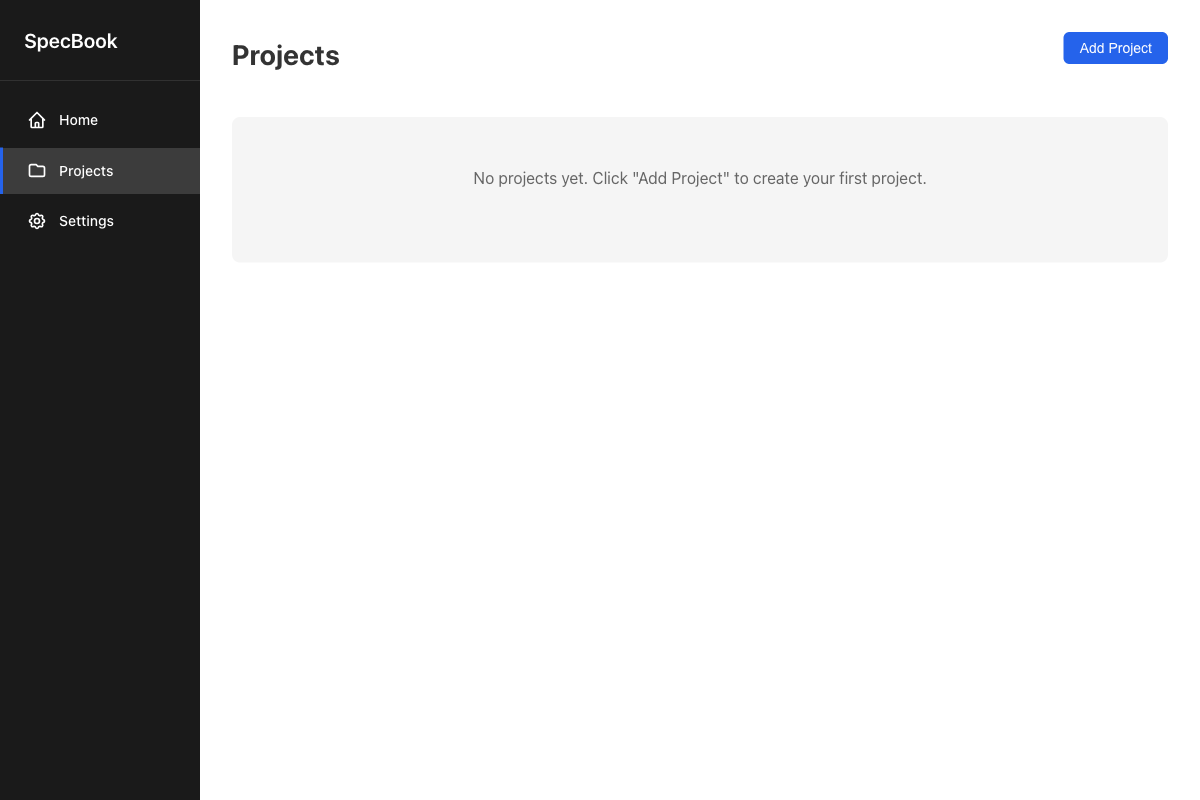 SpecBook
Home
Projects
Settings
Projects
Add Project
No projects yet. Click "Add Project" to create your first project.